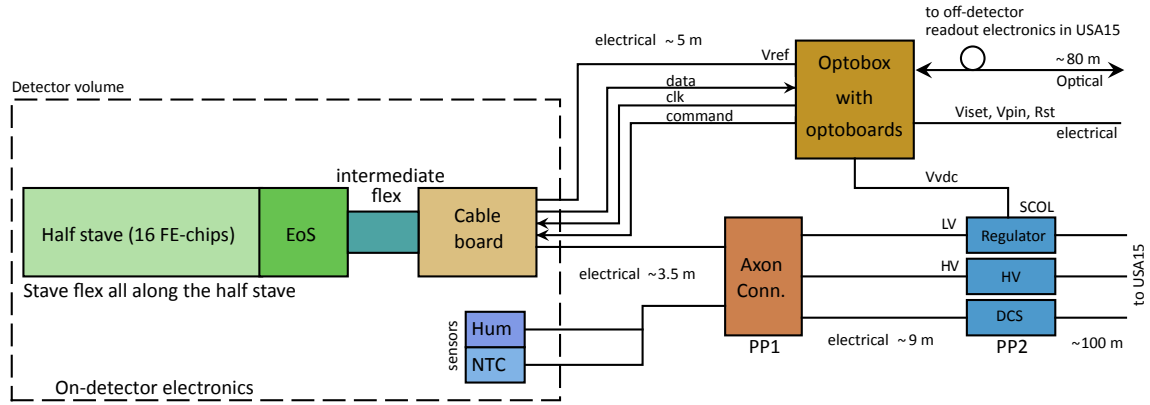 to off-detector
readout electronics in USA15
electrical ~ 5 m
Vref
Optobox
with
optoboards
~ 80 m
Optical
Detector volume
data
clk
command
Viset, Vpin, Rst
electrical
intermediate
flex
Vvdc
SCOL
Half stave (16 FE-chips)
EoS
Cable
board
LV
Regulator
Stave flex all along the half stave
electrical ~3.5 m
Axon
Conn.
HV
HV
to USA15
sensors
Hum
NTC
DCS
PP1
electrical ~ 9 m
PP2
~100 m
On-detector electronics